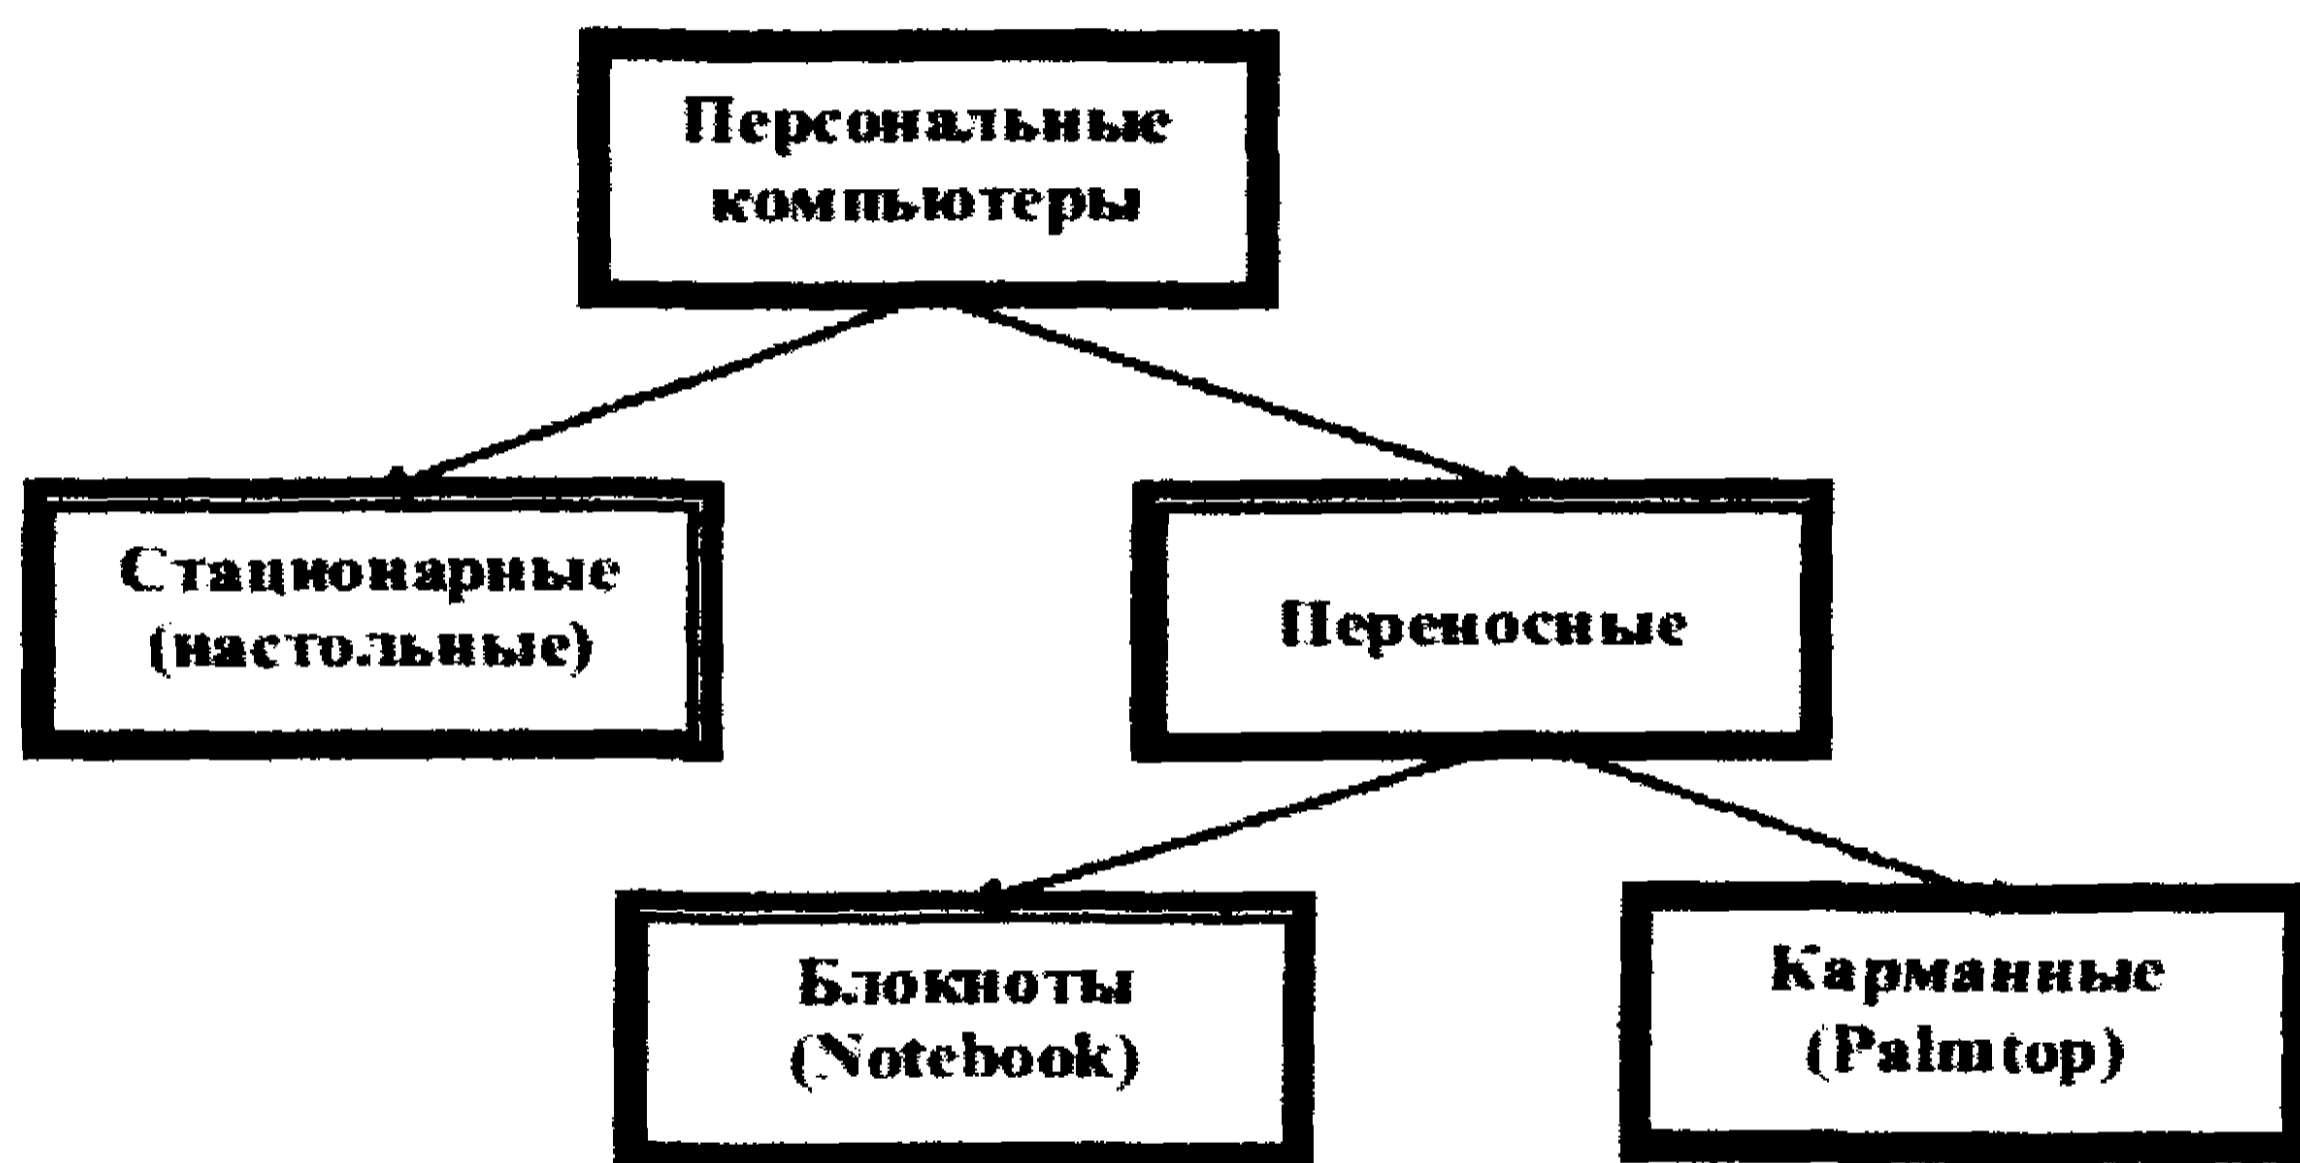 Персональные
компьютеры
Стационарные
(настольные)
Переносные
Блокноты
(Notebook)
Карманные
(Palmtop)